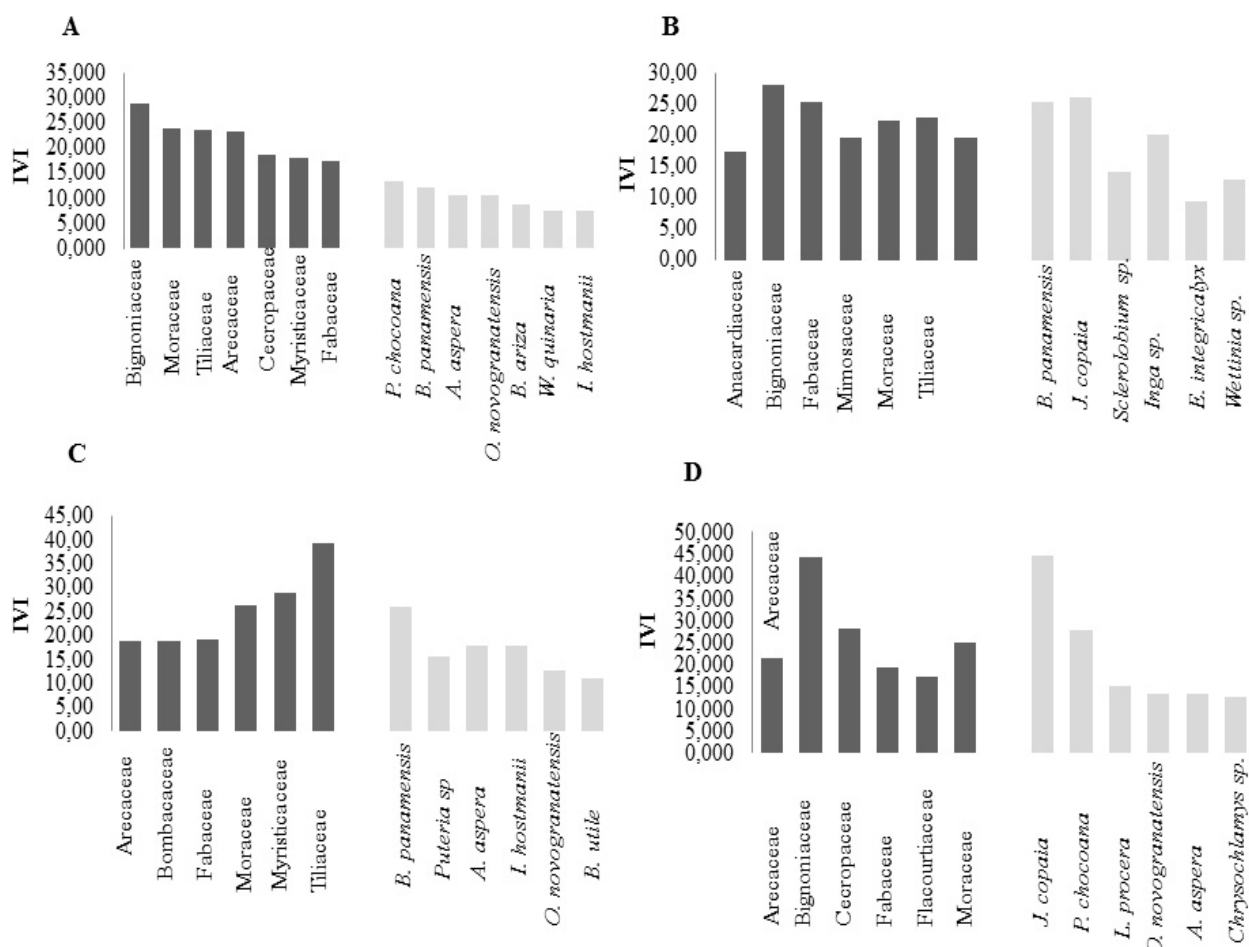 A
IVI
35,000
30,000
25,000
20,000
15,000
10,000
5,000
0,000
Bignoniaceae
Moraceae
Tiliaceae
Arecaceae
Cecropaceae
Myristicaceae
Fabaceae
P. chocoana
B. panamensis
A. aspera
O. novogranatensis
B. ariza
W. quinaria
I. hostmanii
B
IVI
30,00
25,00
20,00
15,00
10,00
5,00
0,00
Anacardiaceae
Bignoniaceae
Fabaceae
Mimosaceae
Moraceae
Tiliaceae
B. panamensis
J. copaia
Sclerolobium sp.
Inga sp.
E. integricalyx
Wettinia sp.
C
IVI
45,00
40,00
35,00
30,00
25,00
20,00
15,00
10,00
5,00
0,00
Arecaceae
Bombacaceae
Fabaceae
Moraceae
Myristicaceae
Tiliaceae
B. panamensis
Puteria sp
A. aspera
I. hostmanii
O. novogranatensis
B. utile
D
IVI
50,000
45,000
40,000
35,000
30,000
25,000
20,000
15,000
10,000
5,000
0,000
Arecaceae
Arecaceae
Bignoniaceae
Cecropaceae
Fabaceae
Flacourtiaceae
Moraceae
J. copaia
P. chocoana
L. procera
O. novogranatensis
A. aspera
Chrysochlamys sp.